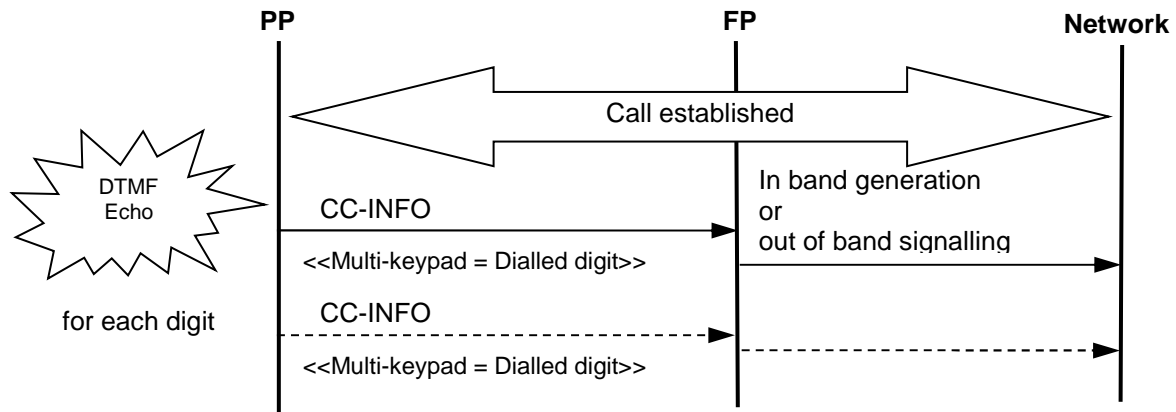 PP
FP
Network
Call established
DTMF
Echo
In band generation
or
out of band signalling
CC-INFO
<<Multi-keypad = Dialled digit>>
for each digit
CC-INFO
<<Multi-keypad = Dialled digit>>